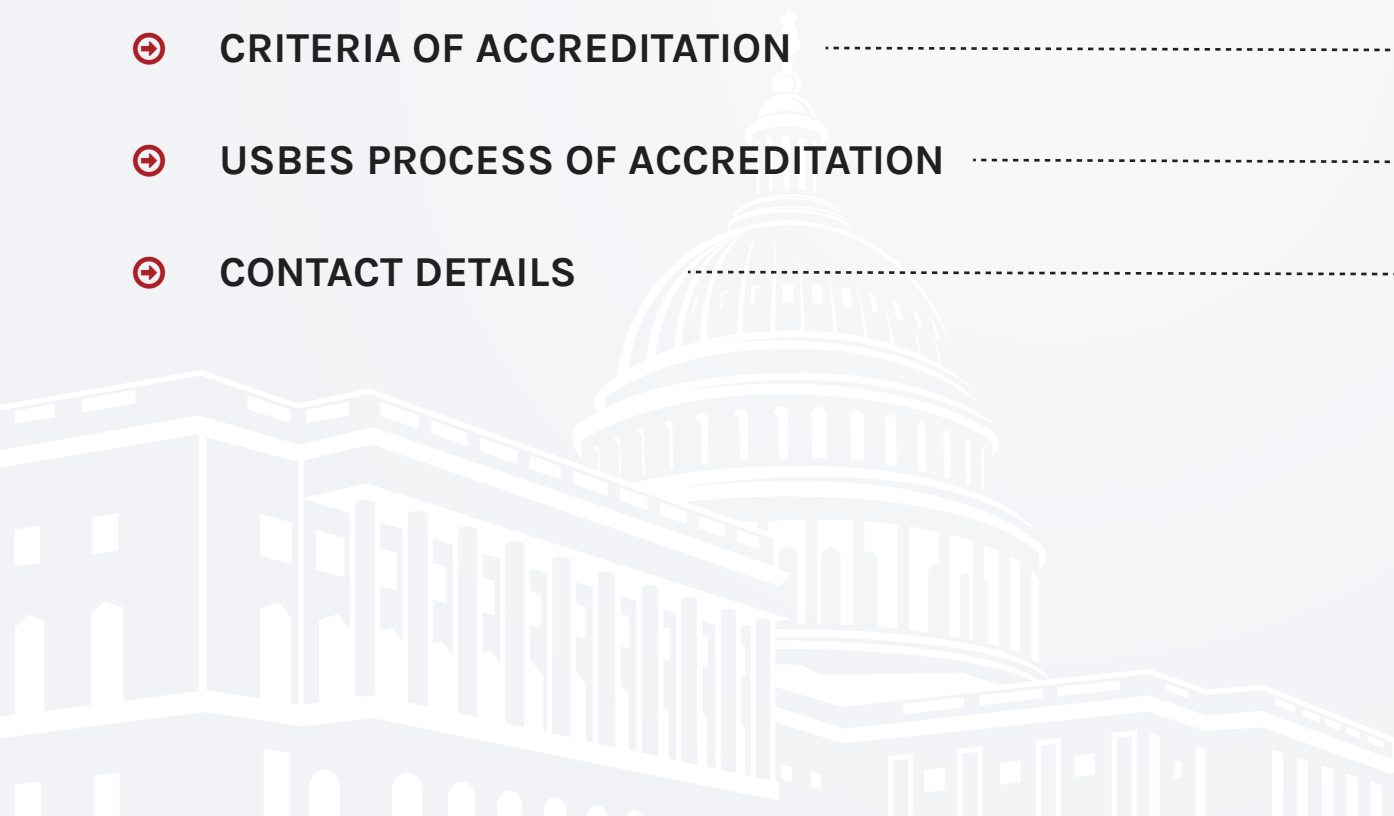 CRITERIA OF ACCREDITATION
USBES PROCESS OF ACCREDITATION
CONTACT DETAILS